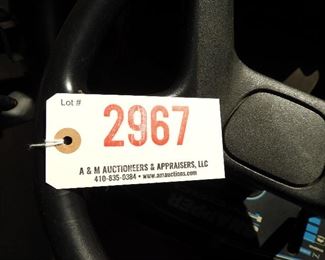 Lot #
2967
A & M AUCTIONEERS & APPRAISERS, LLC
410-835-0384 • www.amauctions.com